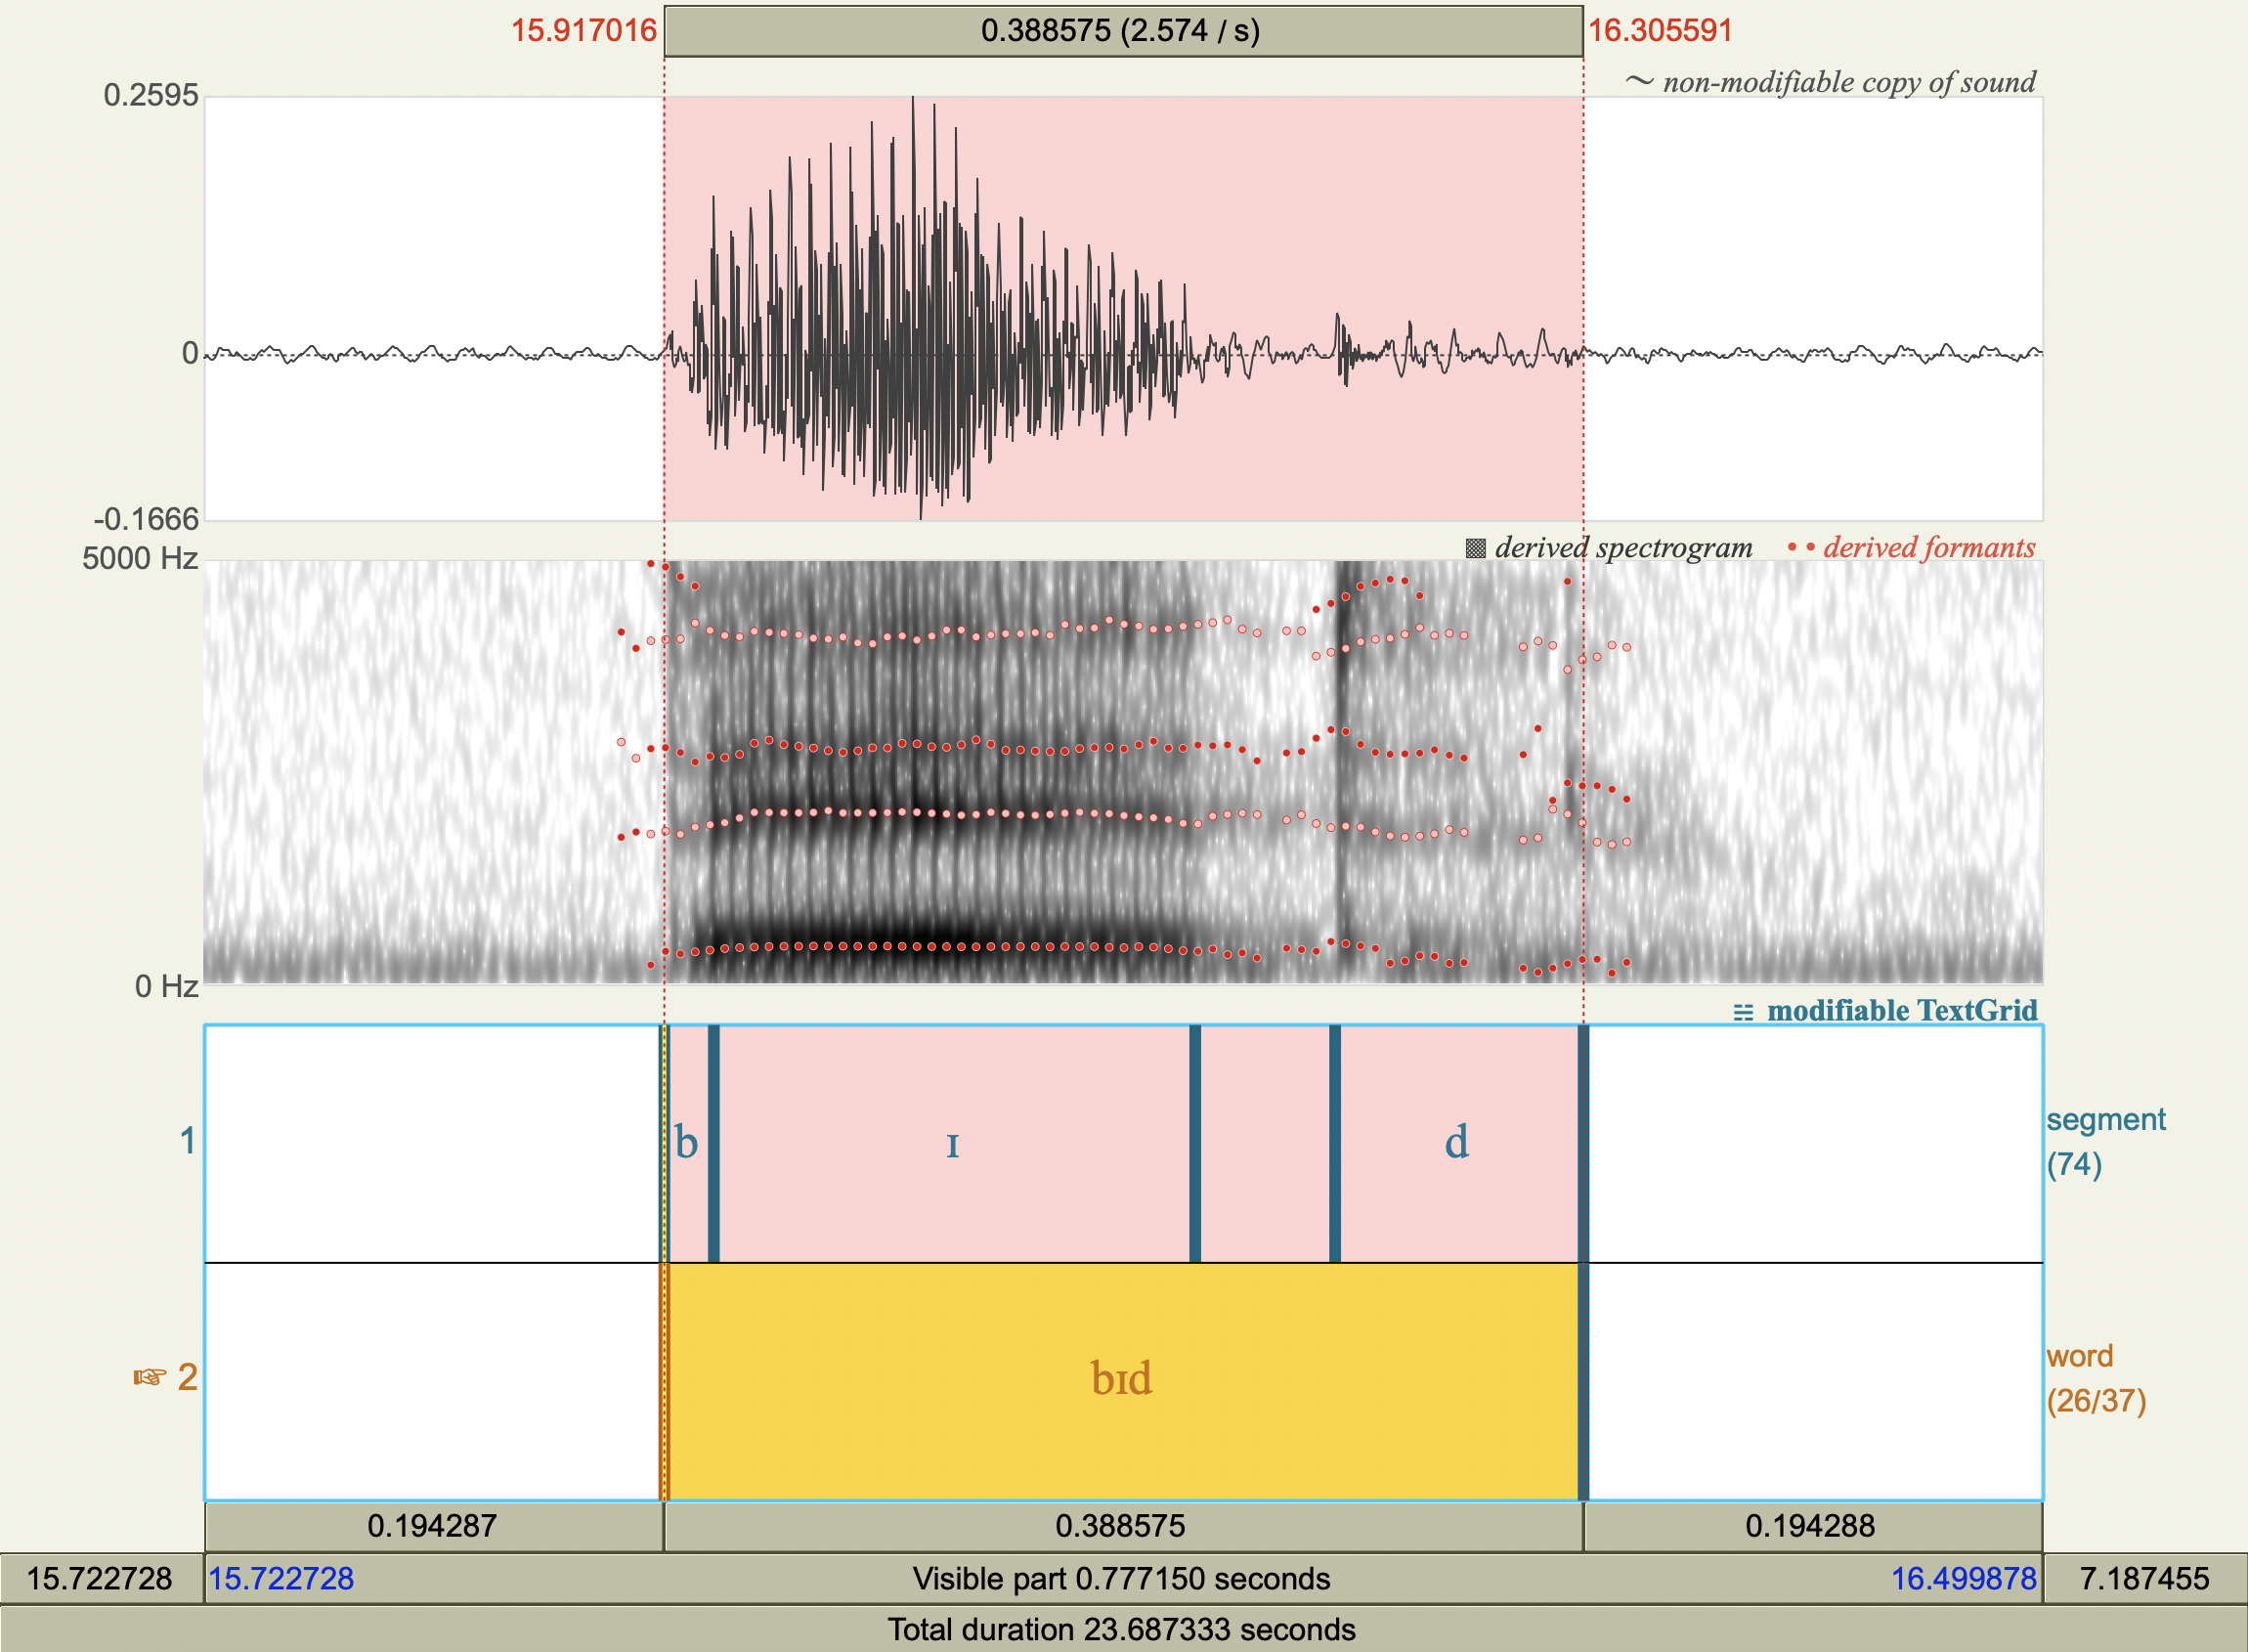 15.917016 0.388575 (2.574 / s) 16.305591
~ non-modifiable copy of sound
0.2595
0
-0.1666
5000 Hz
derived spectrogram derived formants
0 Hz
modifiable TextGrid
1 b ɪ d segment
(74)
☞ 2 bɪd word
(26/37)
0.194287 0.388575 0.194288
15.722728 15.722728 Visible part 0.777150 seconds 16.499878 7.187455
Total duration 23.687333 seconds